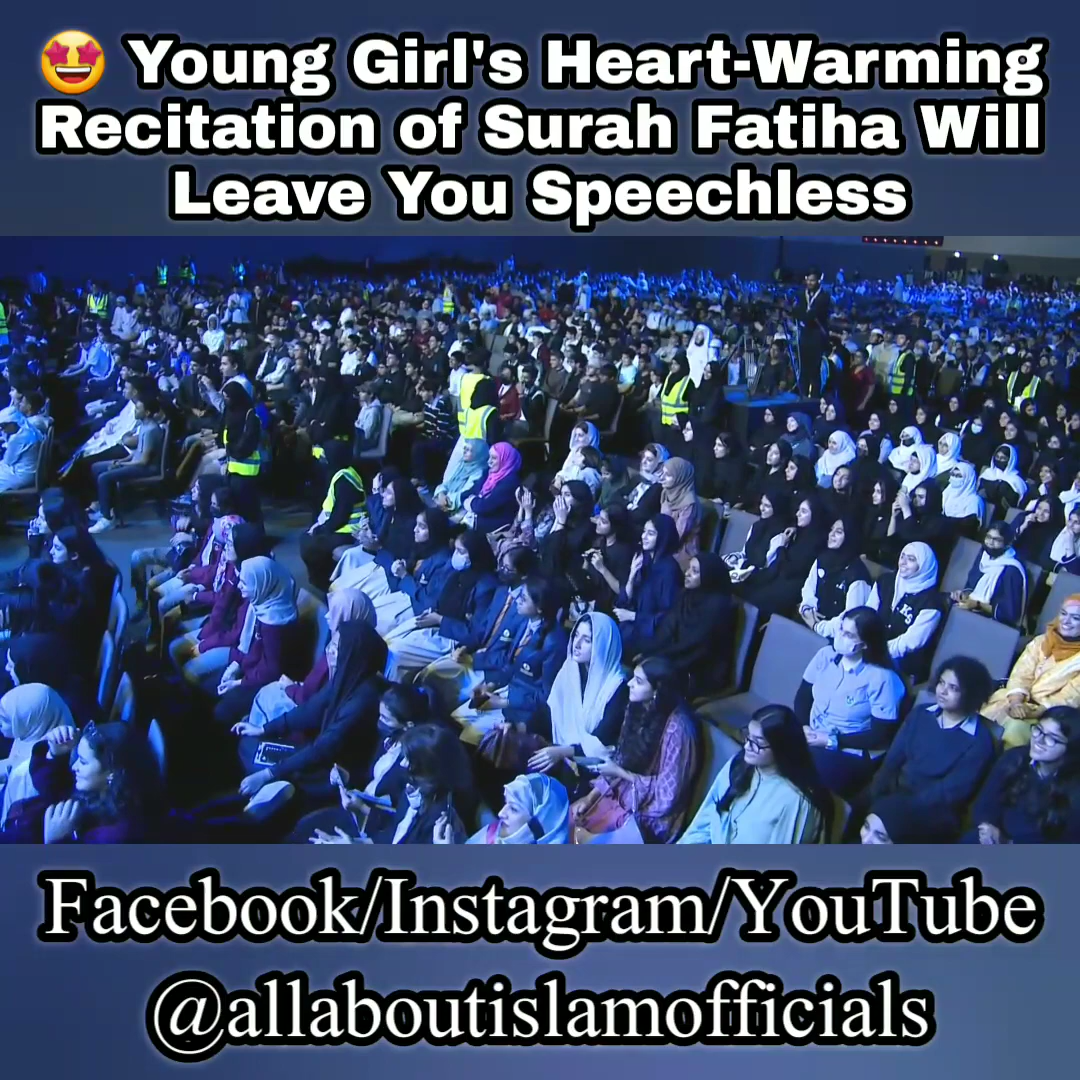 🤩 Young Girl's Heart-Warming
Recitation of Surah Fatiha Will
Leave You Speechless
Facebook/Instagram/YouTube
@allaboutislamofficials